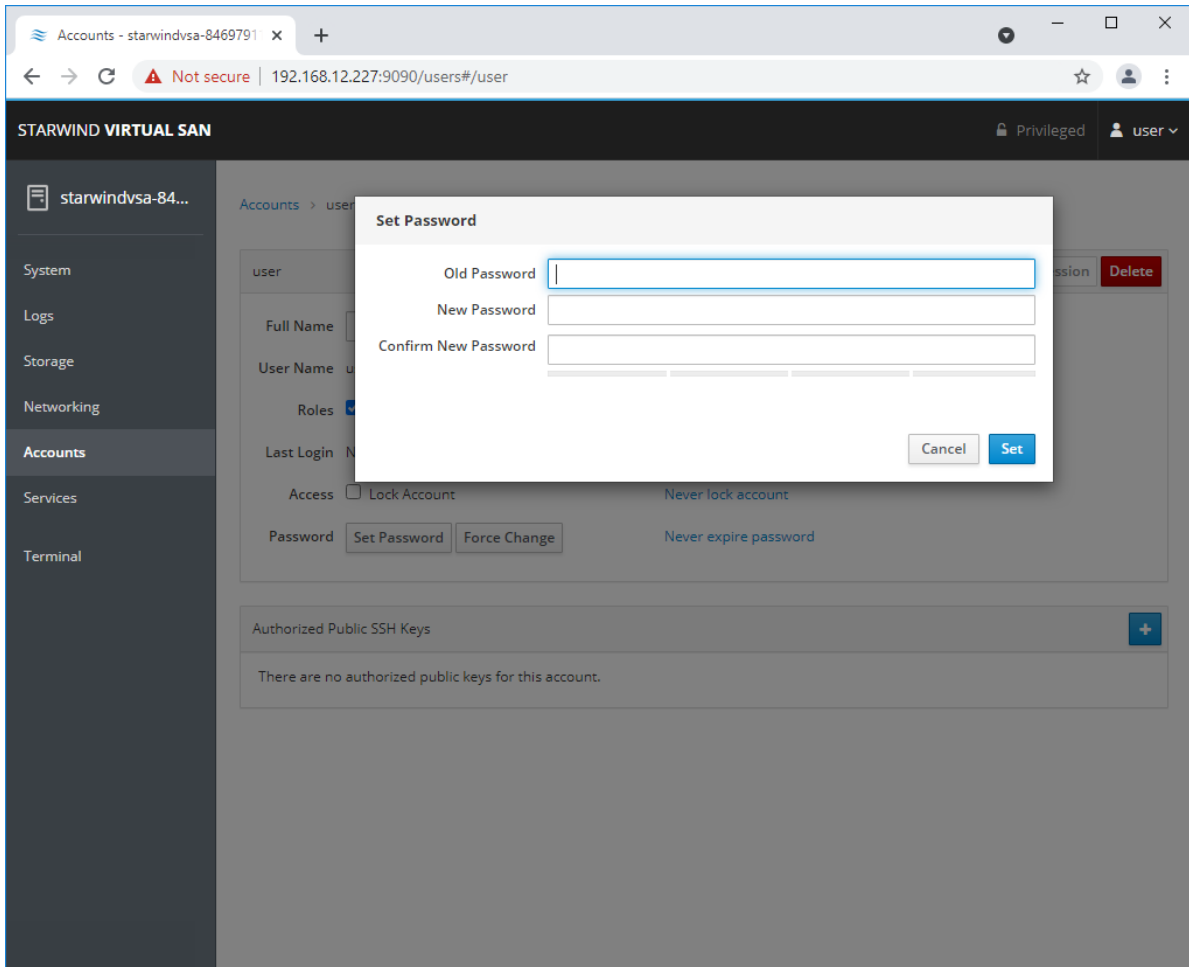 Accounts - starwindvsa-8469791
Not secure | 192.168.12.227:9090/users#/user
STARWIND VIRTUAL SAN
Privileged
user
starwindvsa-84...
System
Logs
Storage
Networking
Accounts
Services
Terminal
Accounts > user
user
ssion
Delete
Full Name
User Name u
Roles
Last Login N
Access Lock Account Never lock account
Password Set Password Force Change Never expire password
Set Password
Old Password
New Password
Confirm New Password
Cancel Set
Authorized Public SSH Keys
There are no authorized public keys for this account.